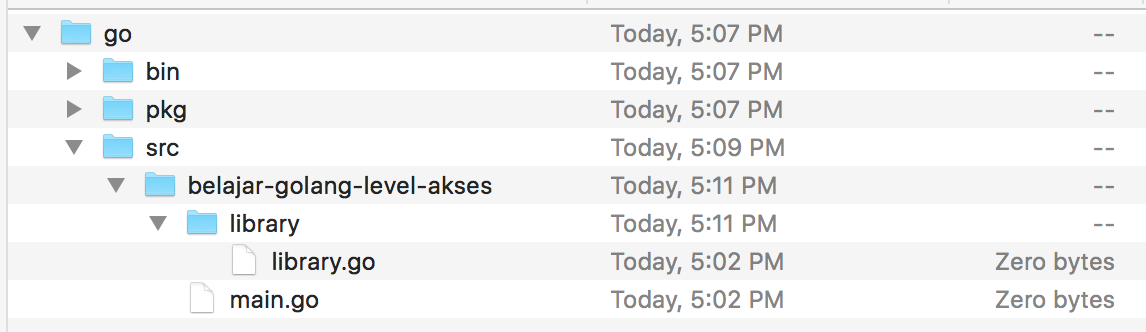 go Today, 5:07 PM --
bin Today, 5:07 PM --
pkg Today, 5:07 PM --
src Today, 5:09 PM --
belajar-golang-level-akses Today, 5:11 PM --
library Today, 5:11 PM --
library.go Today, 5:02 PM Zero bytes
main.go Today, 5:02 PM Zero bytes